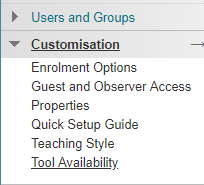 Users and Groups
Customisation
Enrolment Options
Guest and Observer Access
Properties
Quick Setup Guide
Teaching Style
Tool Availability